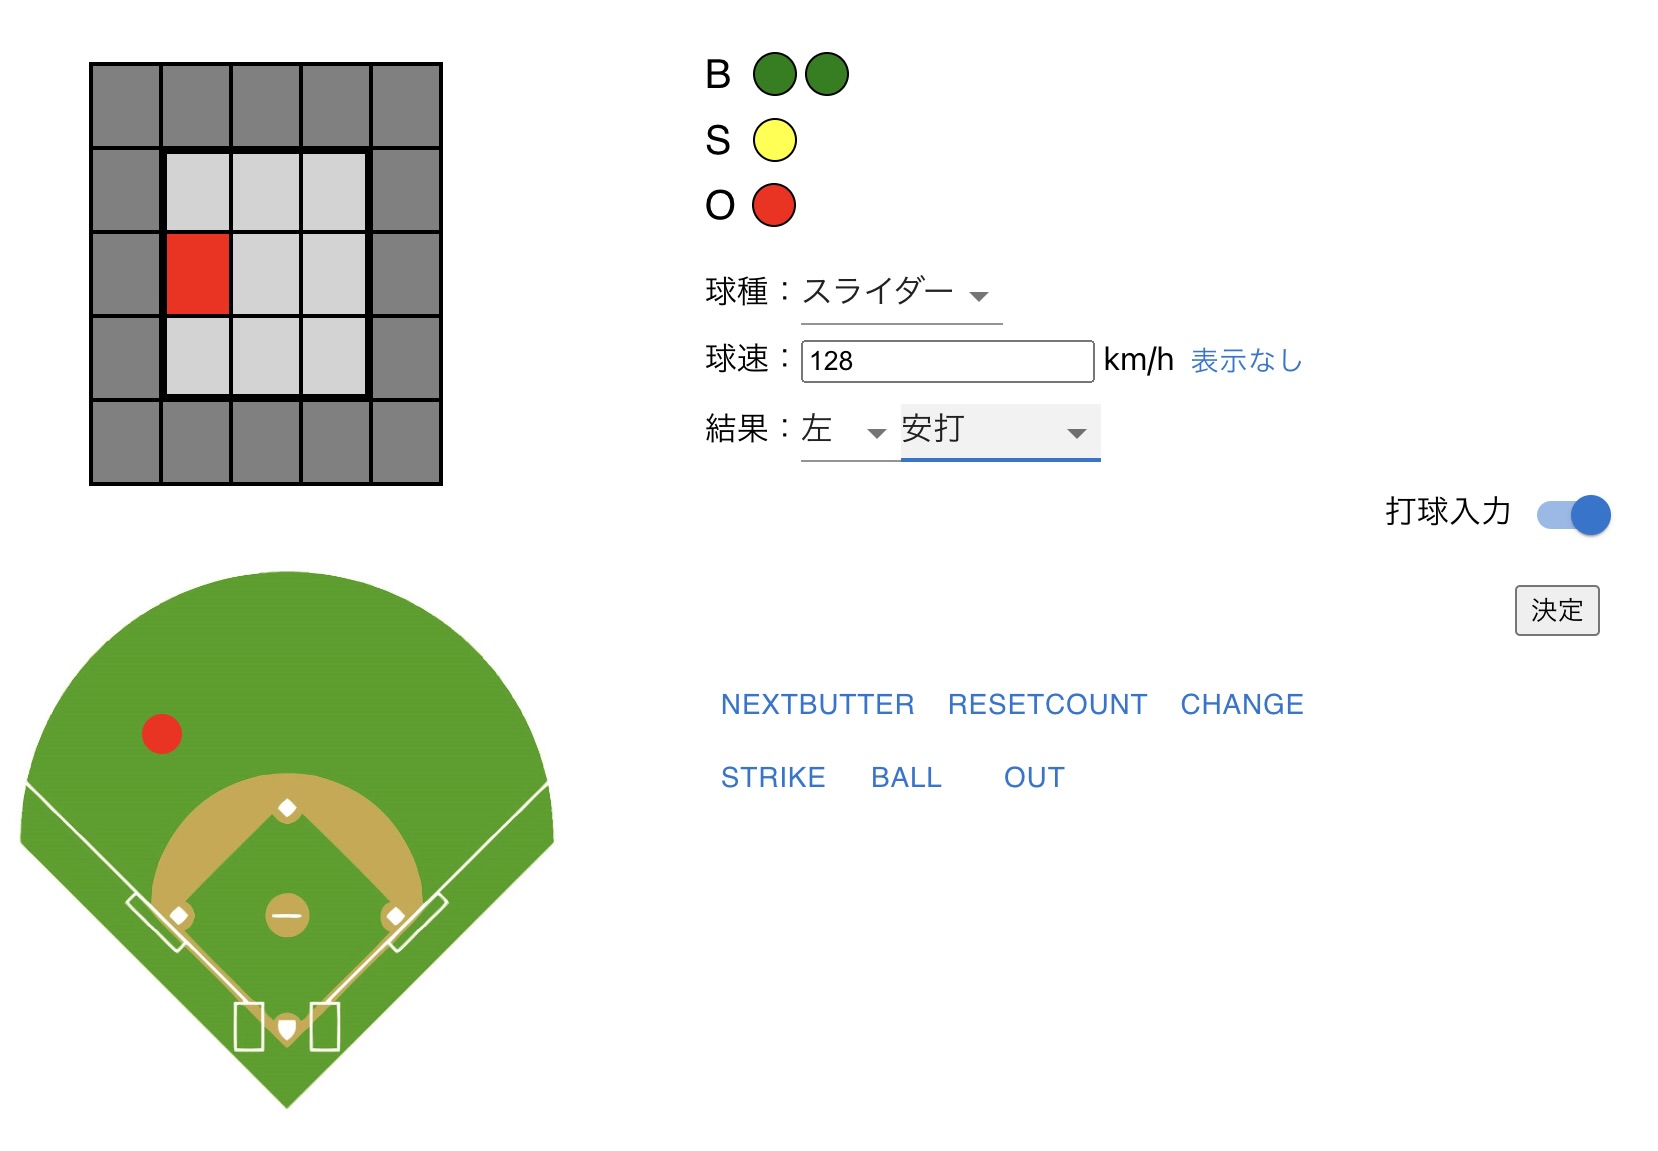 B
S
O
球種：スライダー
球速：128 km/h 表示なし
結果：左 安打
打球入力
決定
NEXTBUTTER RESETCOUNT CHANGE
STRIKE BALL OUT